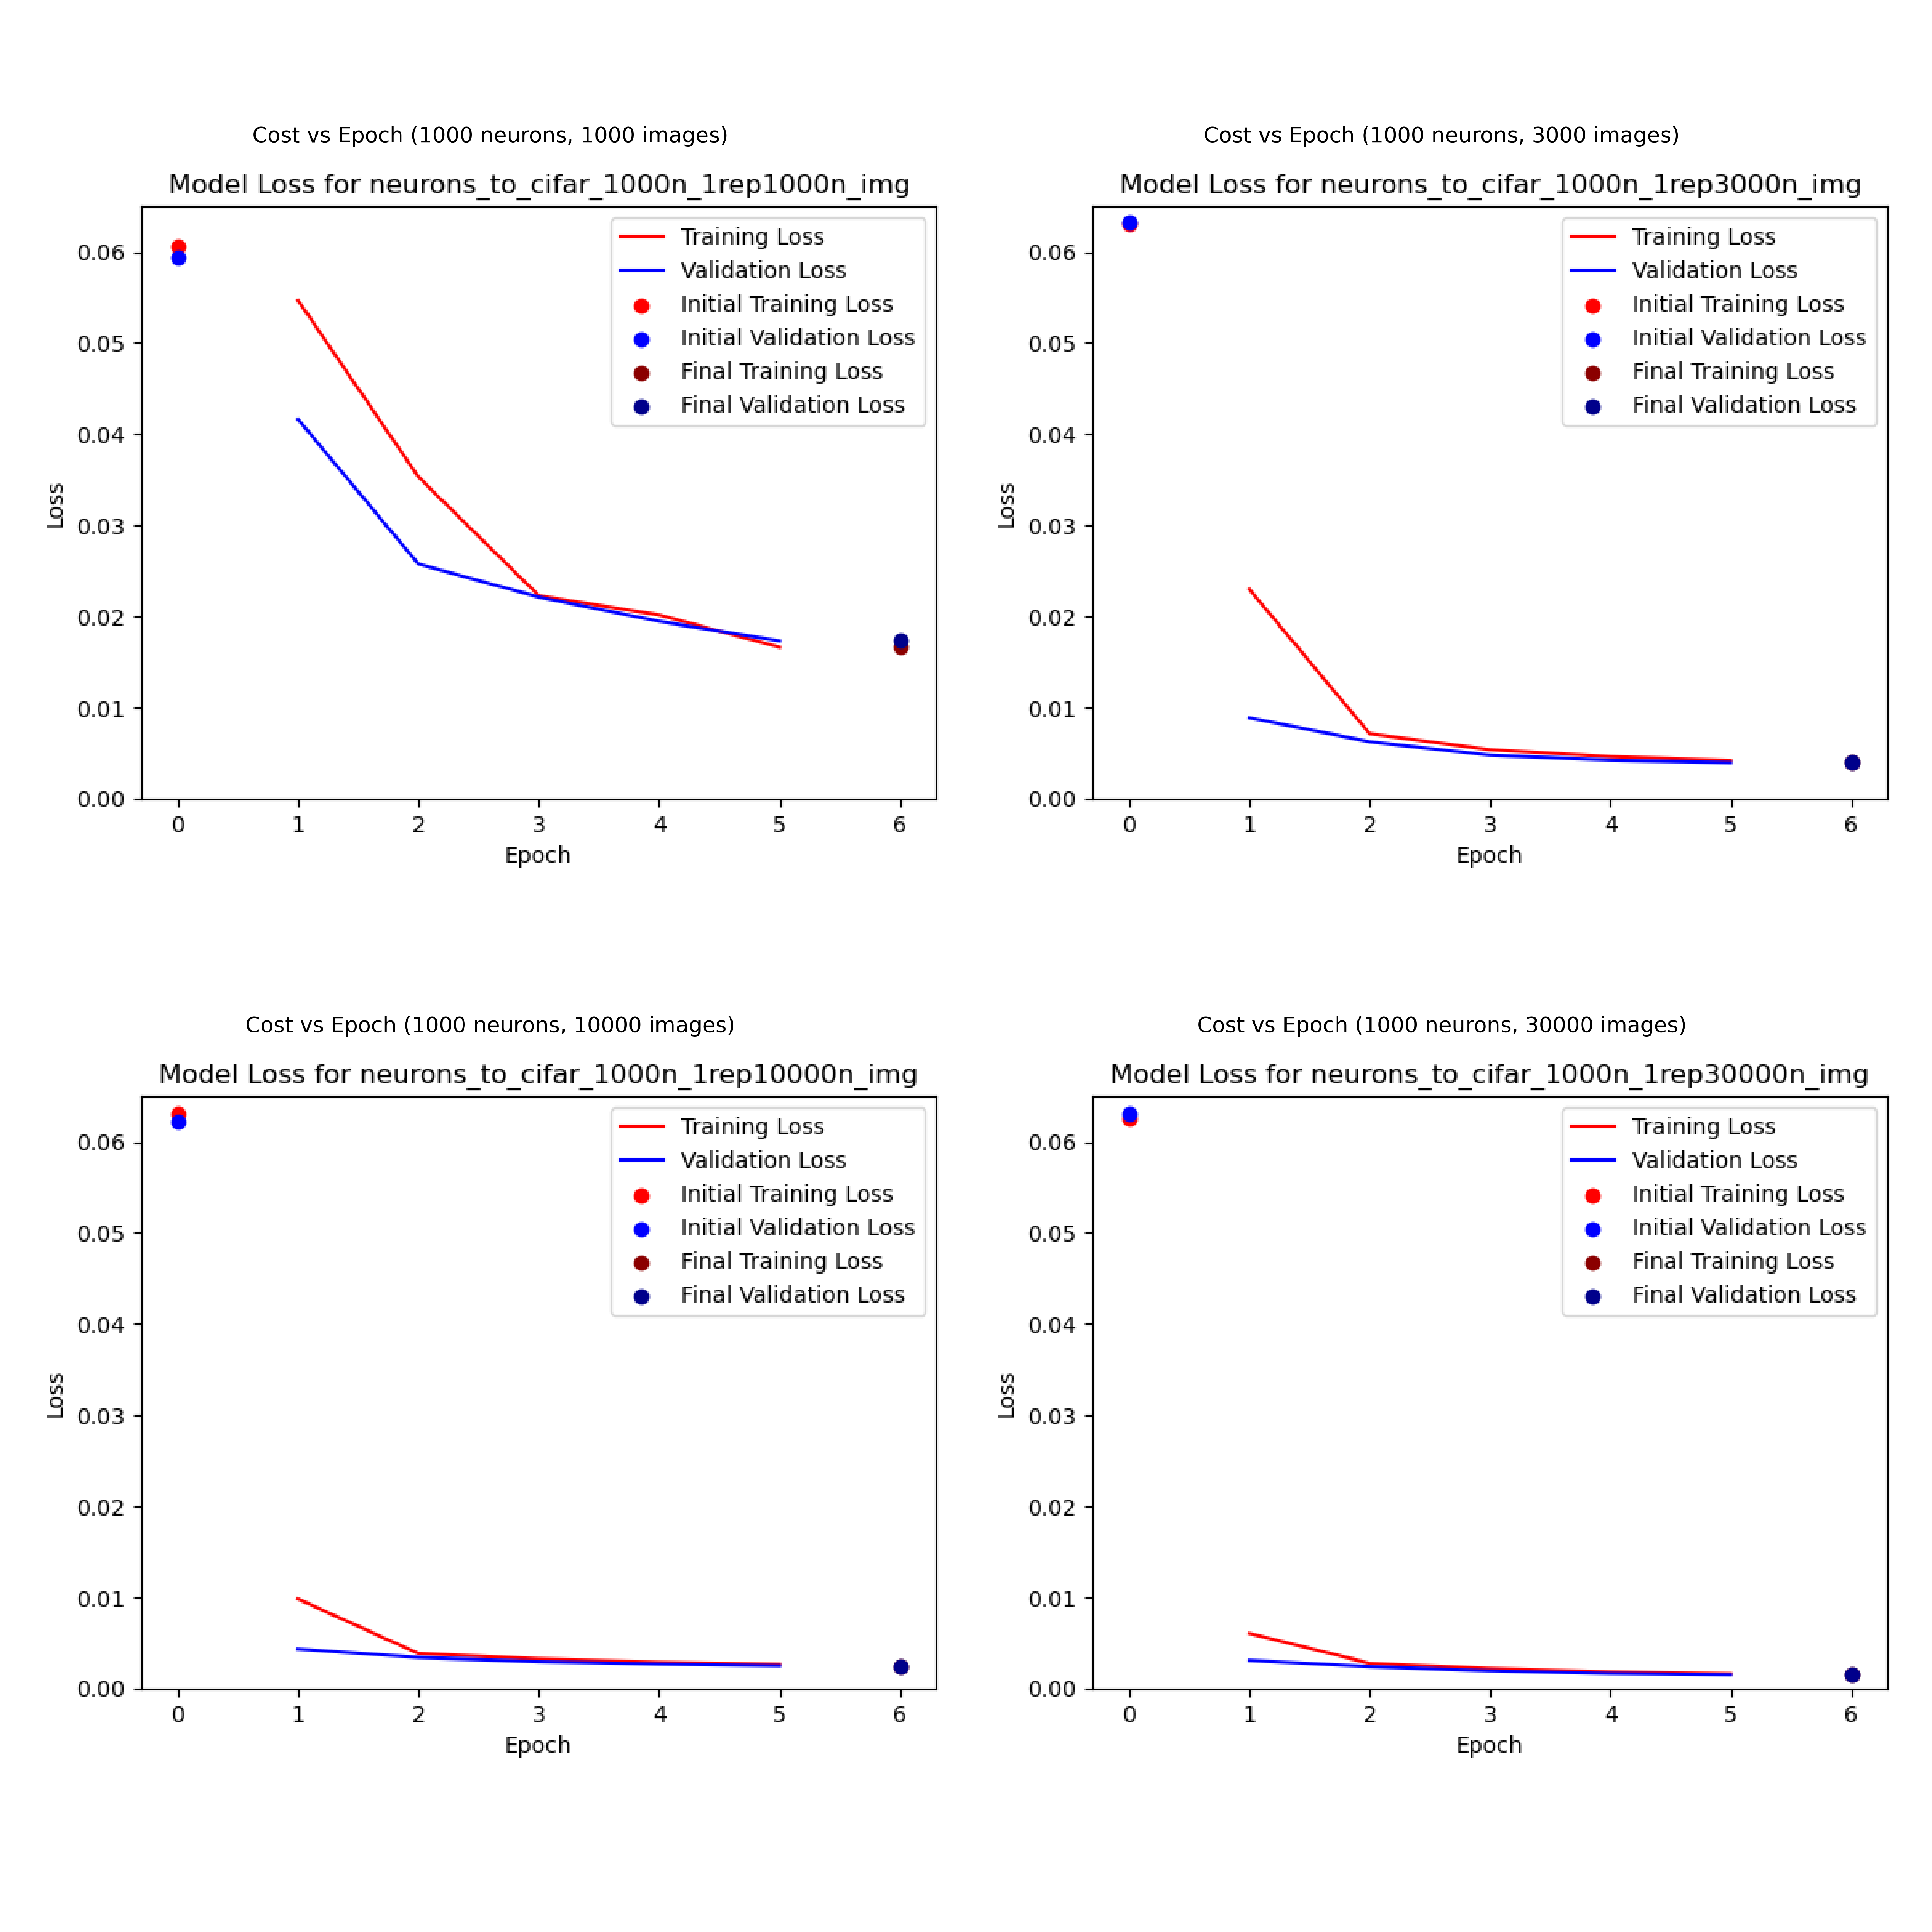 Cost vs Epoch (1000 neurons, 1000 images)
Model Loss for neurons_to_cifar_1000n_1rep1000n_img
Training Loss
Validation Loss
Initial Training Loss
Initial Validation Loss
Final Training Loss
Final Validation Loss
0.06
0.05
0.04
0.03
0.02
0.01
0.00
Loss
0 1 2 3 4 5 6
Epoch
Cost vs Epoch (1000 neurons, 3000 images)
Model Loss for neurons_to_cifar_1000n_1rep3000n_img
Training Loss
Validation Loss
Initial Training Loss
Initial Validation Loss
Final Training Loss
Final Validation Loss
0.06
0.05
0.04
0.03
0.02
0.01
0.00
Loss
0 1 2 3 4 5 6
Epoch
Cost vs Epoch (1000 neurons, 10000 images)
Model Loss for neurons_to_cifar_1000n_1rep10000n_img
Training Loss
Validation Loss
Initial Training Loss
Initial Validation Loss
Final Training Loss
Final Validation Loss
0.06
0.05
0.04
0.03
0.02
0.01
0.00
Loss
0 1 2 3 4 5 6
Epoch
Cost vs Epoch (1000 neurons, 30000 images)
Model Loss for neurons_to_cifar_1000n_1rep30000n_img
Training Loss
Validation Loss
Initial Training Loss
Initial Validation Loss
Final Training Loss
Final Validation Loss
0.06
0.05
0.04
0.03
0.02
0.01
0.00
Loss
0 1 2 3 4 5 6
Epoch